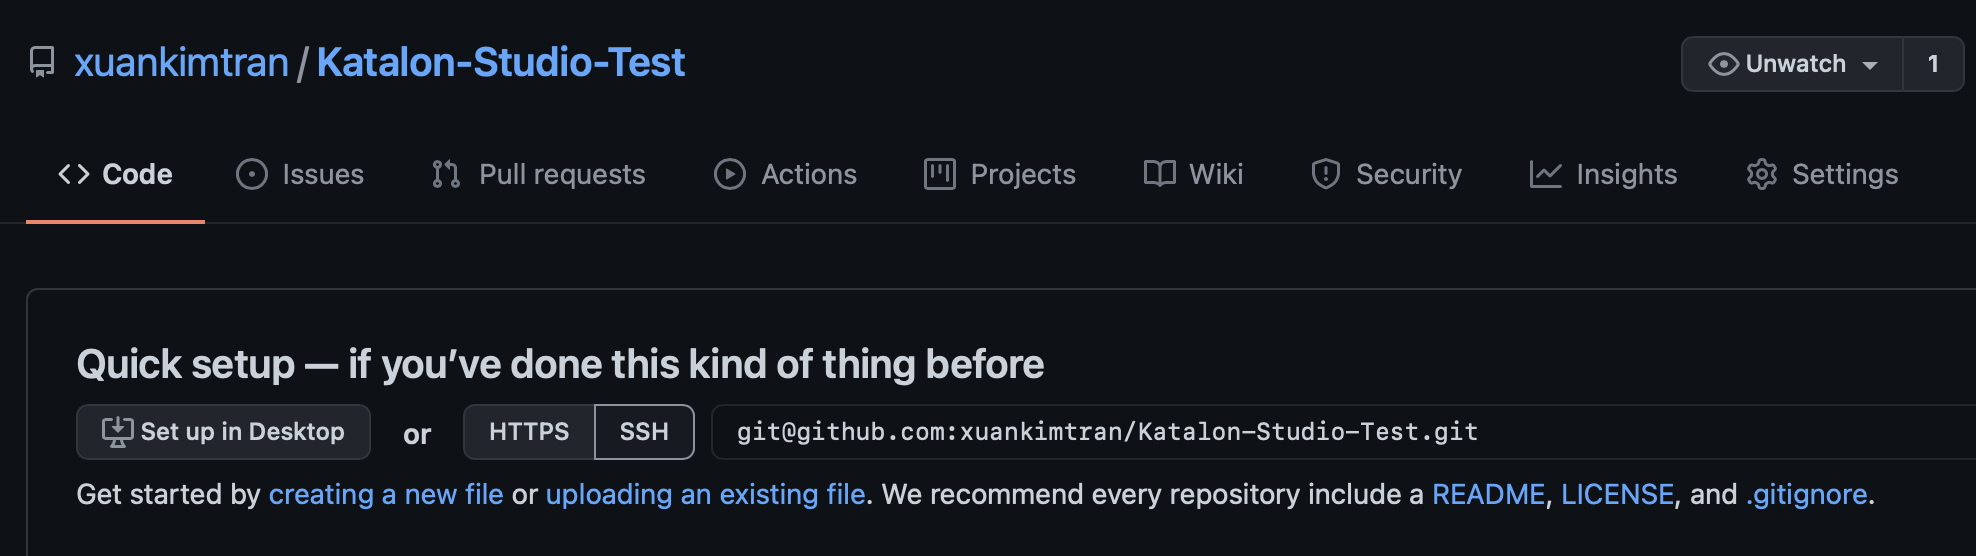 xuankimtran / Katalon-Studio-Test
Unwatch 1
Code Issues Pull requests Actions Projects Wiki Security Insights Settings
Quick setup — if you’ve done this kind of thing before
Set up in Desktop or HTTPS SSH git@github.com:xuankimtran/Katalon-Studio-Test.git
Get started by creating a new file or uploading an existing file. We recommend every repository include a README, LICENSE, and .gitignore.